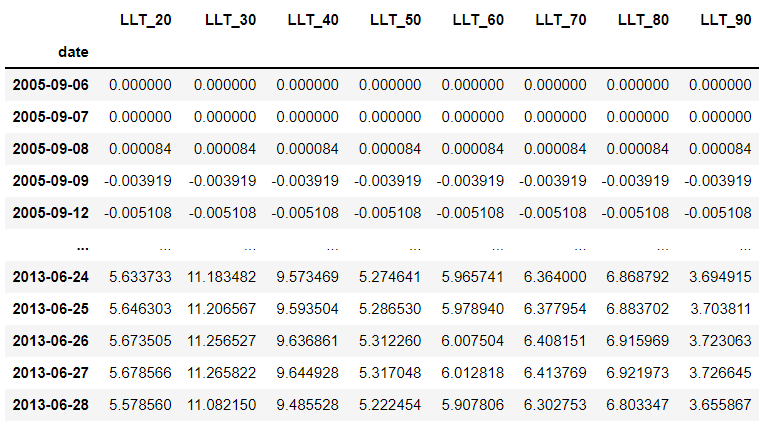 LLT_20 LLT_30 LLT_40 LLT_50 LLT_60 LLT_70 LLT_80 LLT_90
date
2005-09-06 0.000000 0.000000 0.000000 0.000000 0.000000 0.000000 0.000000 0.000000
2005-09-07 0.000000 0.000000 0.000000 0.000000 0.000000 0.000000 0.000000 0.000000
2005-09-08 0.000084 0.000084 0.000084 0.000084 0.000084 0.000084 0.000084 0.000084
2005-09-09 -0.003919 -0.003919 -0.003919 -0.003919 -0.003919 -0.003919 -0.003919 -0.003919
2005-09-12 -0.005108 -0.005108 -0.005108 -0.005108 -0.005108 -0.005108 -0.005108 -0.005108
... ... ... ... ... ... ... ... ...
2013-06-24 5.633733 11.183482 9.573469 5.274641 5.965741 6.364000 6.868792 3.694915
2013-06-25 5.646303 11.206567 9.593504 5.286530 5.978940 6.377954 6.883702 3.703811
2013-06-26 5.673505 11.256527 9.636861 5.312260 6.007504 6.408151 6.915969 3.723063
2013-06-27 5.678566 11.265822 9.644928 5.317048 6.012818 6.413769 6.921973 3.726645
2013-06-28 5.578560 11.082150 9.485528 5.222454 5.907806 6.302753 6.803347 3.655867